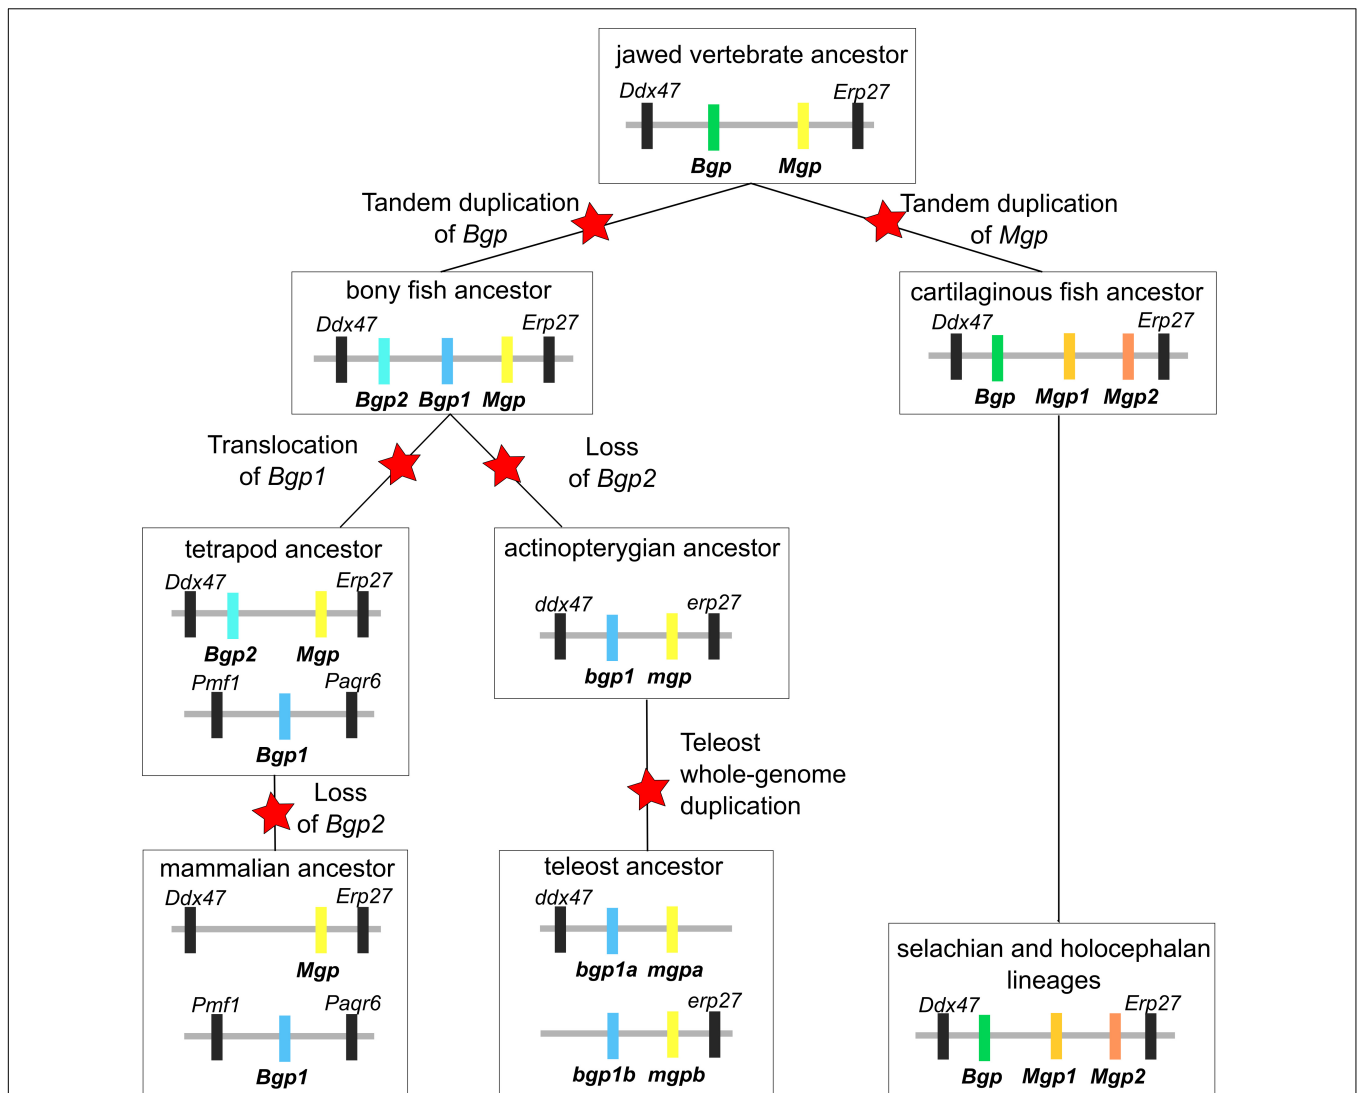 jawed vertebrate ancestor
Ddx47 Erp27
Bgp Mgp
Tandem duplication
of Bgp
Tandem duplication
of Mgp
bony fish ancestor
Ddx47 Erp27
Bgp2 Bgp1 Mgp
cartilaginous fish ancestor
Ddx47 Erp27
Bgp Mgp1 Mgp2
Translocation
of Bgp1
Loss
of Bgp2
tetrapod ancestor
Ddx47 Erp27
Bgp2 Mgp
Pmf1 Paqr6
Bgp1
actinopterygian ancestor
ddx47 erp27
bgp1 mgp
Loss
of Bgp2
Teleost
whole-genome
duplication
mammalian ancestor
Ddx47 Erp27
Mgp
Pmf1 Paqr6
Bgp1
teleost ancestor
ddx47
bgp1a mgpa
erp27
bgp1b mgpb
selachian and holocephalan
lineages
Ddx47 Erp27
Bgp Mgp1 Mgp2